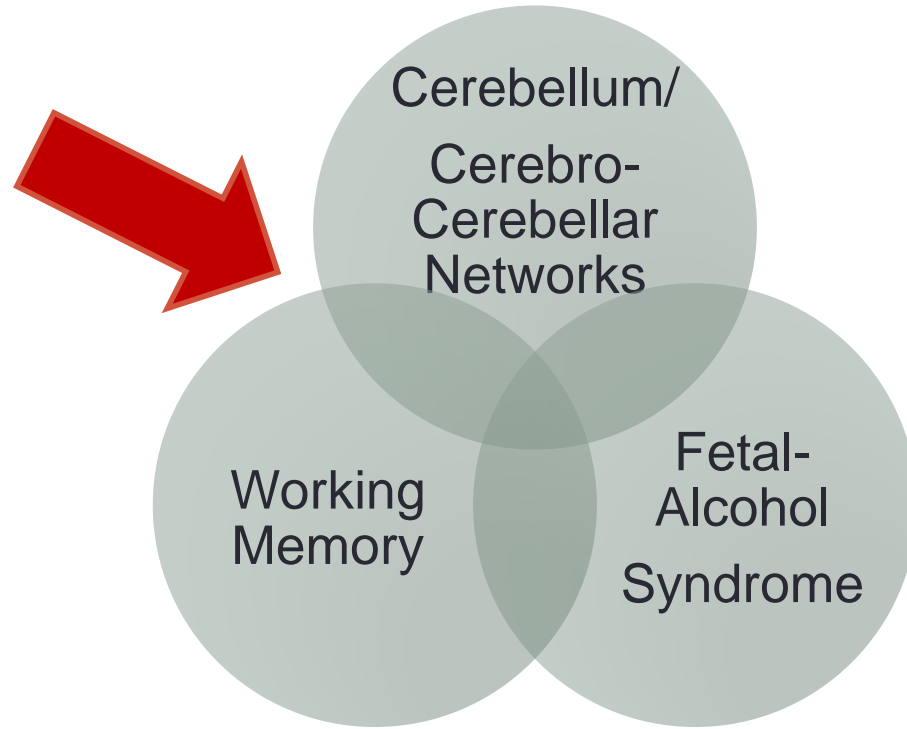 Cerebellum/
Cerebro-
Cerebellar
Networks
Working
Memory
Fetal-
Alcohol
Syndrome